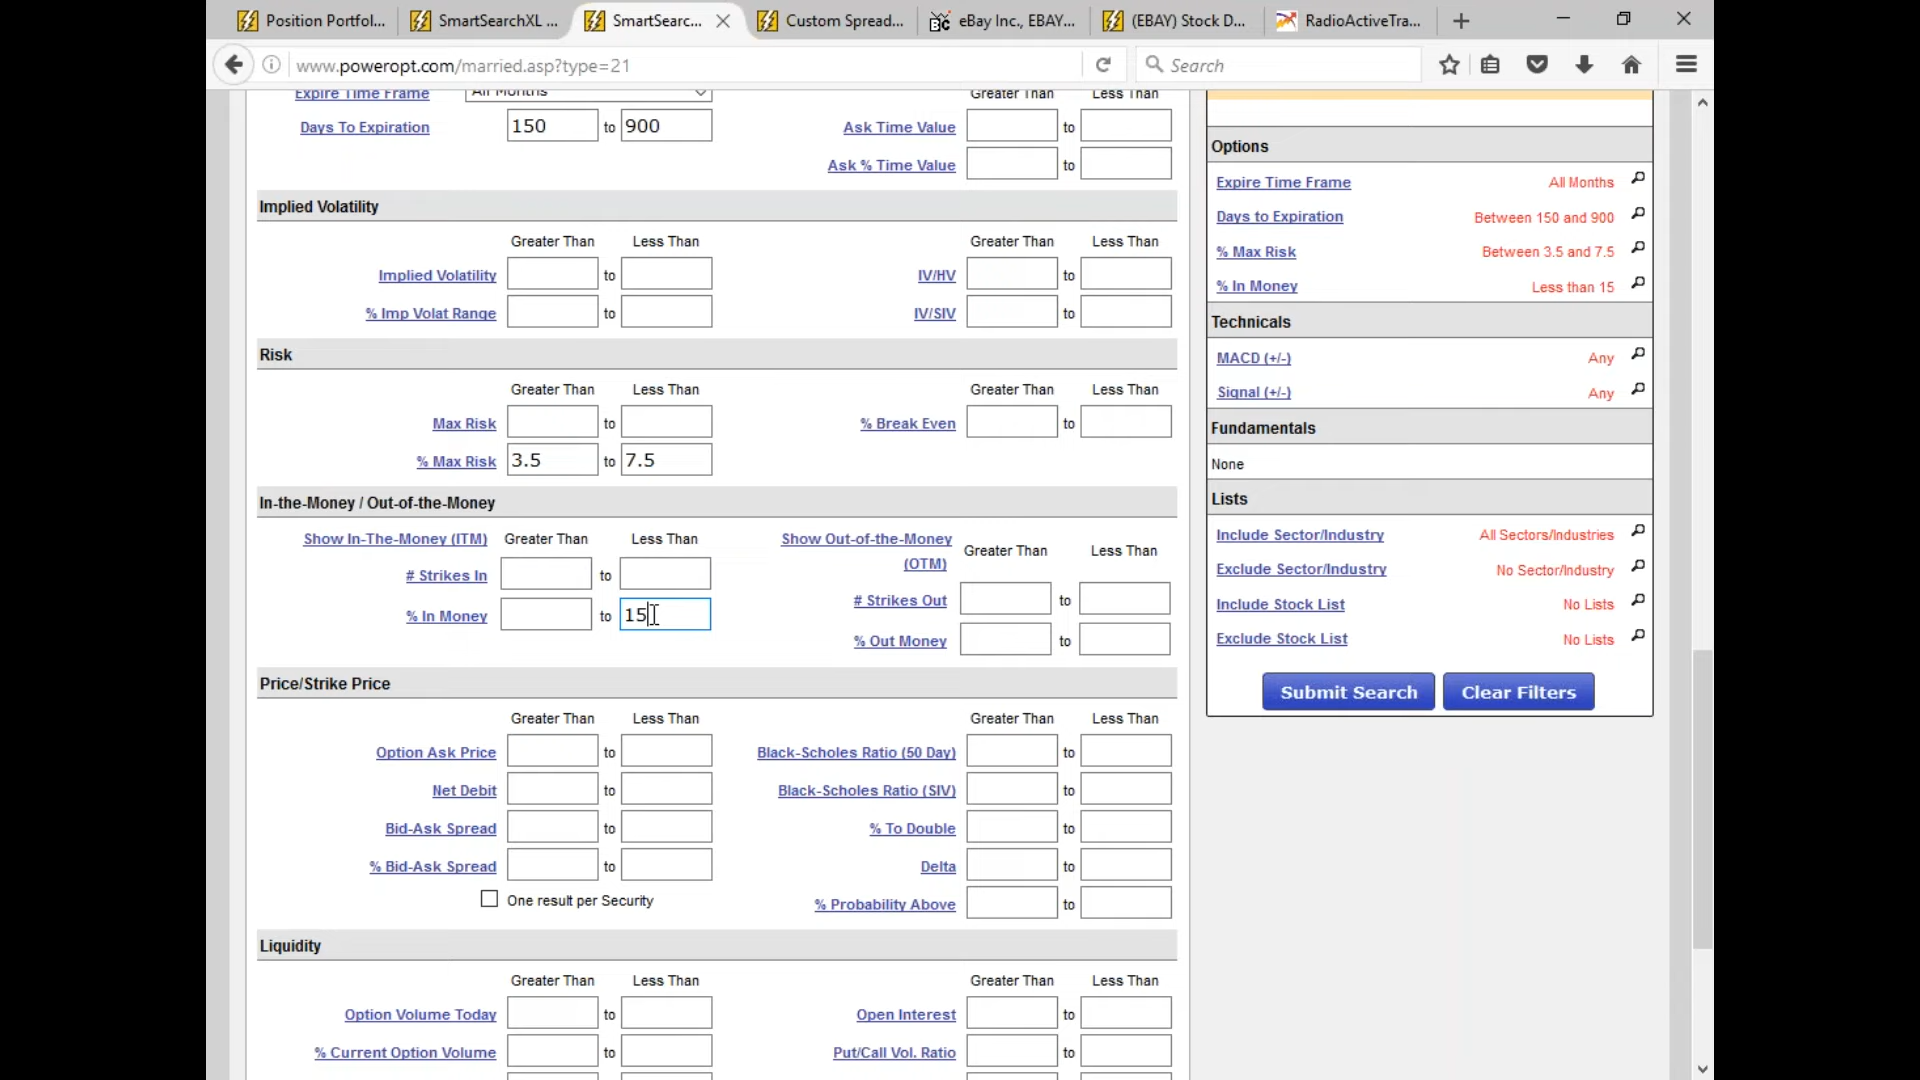 Position Portfol...
SmartSearchXL ...
SmartSearc...
Custom Spread...
eBay Inc., EBAY...
(EBAY) Stock D...
RadioActiveTra...
www.poweropt.com/married.asp?type=21
Search
Expire Time Frame All Months Greater Than Less Than
Days To Expiration 150 to 900 Ask Time Value to
Ask % Time Value to
Implied Volatility
Greater Than Less Than Greater Than Less Than
Implied Volatility to IV/HV to
% Imp Volat Range to IV/SIV to
Risk
Greater Than Less Than Greater Than Less Than
Max Risk to % Break Even to
% Max Risk 3.5 to 7.5
In-the-Money / Out-of-the-Money
Show In-The-Money (ITM) Greater Than Less Than
# Strikes In to
% In Money to 15
Show Out-of-the-Money
(OTM)
Greater Than Less Than
# Strikes Out to
% Out Money to
Price/Strike Price
Greater Than Less Than Greater Than Less Than
Option Ask Price to Black-Scholes Ratio (50 Day) to
Net Debit to Black-Scholes Ratio (SIV) to
Bid-Ask Spread to % To Double to
% Bid-Ask Spread to Delta to
One result per Security % Probability Above to
Liquidity
Greater Than Less Than Greater Than Less Than
Option Volume Today to Open Interest to
% Current Option Volume to Put/Call Vol. Ratio to
Options
Expire Time Frame All Months
Days to Expiration Between 150 and 900
% Max Risk Between 3.5 and 7.5
% In Money Less than 15
Technicals
MACD (+/-) Any
Signal (+/-) Any
Fundamentals
None
Lists
Include Sector/Industry All Sectors/Industries
Exclude Sector/Industry No Sector/Industry
Include Stock List No Lists
Exclude Stock List No Lists
Submit Search Clear Filters